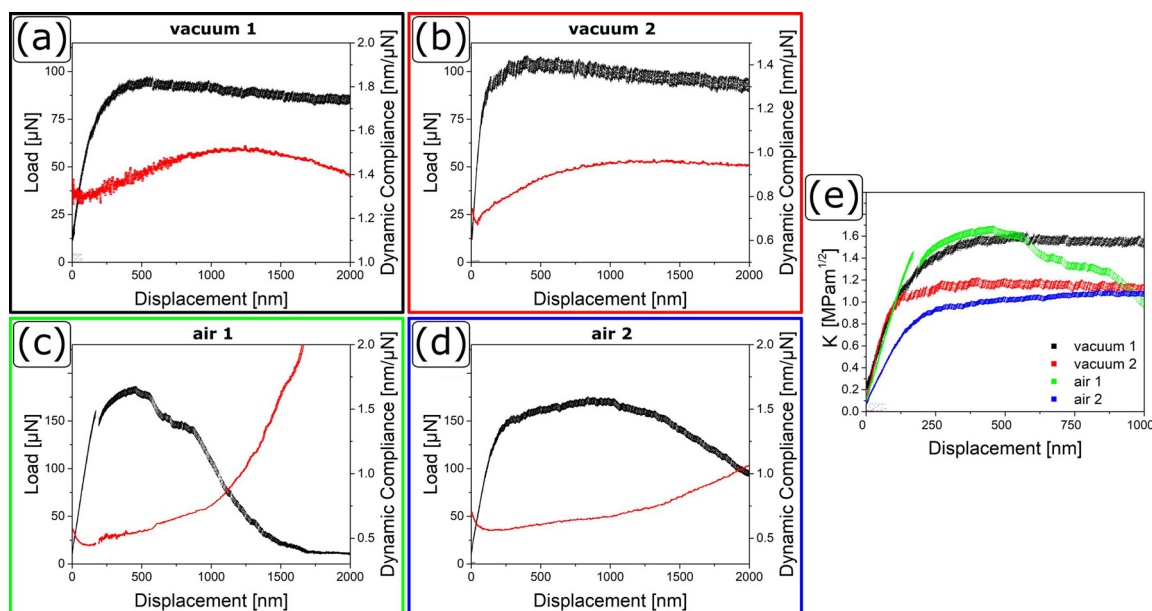 (a)
vacuum 1
Load [µN]
100
75
50
25
0
0 500 1000 1500 2000
Displacement [nm]
2.0
1.8
1.6
1.4
1.2
1.0
Dynamic Compliance [nm/µN]
(b)
vacuum 2
Load [µN]
100
75
50
25
0
0 500 1000 1500 2000
Displacement [nm]
1.4
1.2
1.0
0.8
0.6
Dynamic Compliance [nm/µN]
(c)
air 1
Load [µN]
200
150
100
50
0
0 500 1000 1500 2000
Displacement [nm]
2.0
1.5
1.0
0.5
Dynamic Compliance [nm/µN]
(d)
air 2
Load [µN]
200
150
100
50
0
0 500 1000 1500 2000
Displacement [nm]
2.0
1.5
1.0
0.5
Dynamic Compliance [nm/µN]
(e)
K [MPam1/2]
1.6
1.4
1.2
1.0
0.8
0.6
0.4
0.2
0.0
0 250 500 750 1000
Displacement [nm]
vacuum 1
vacuum 2
air 1
air 2